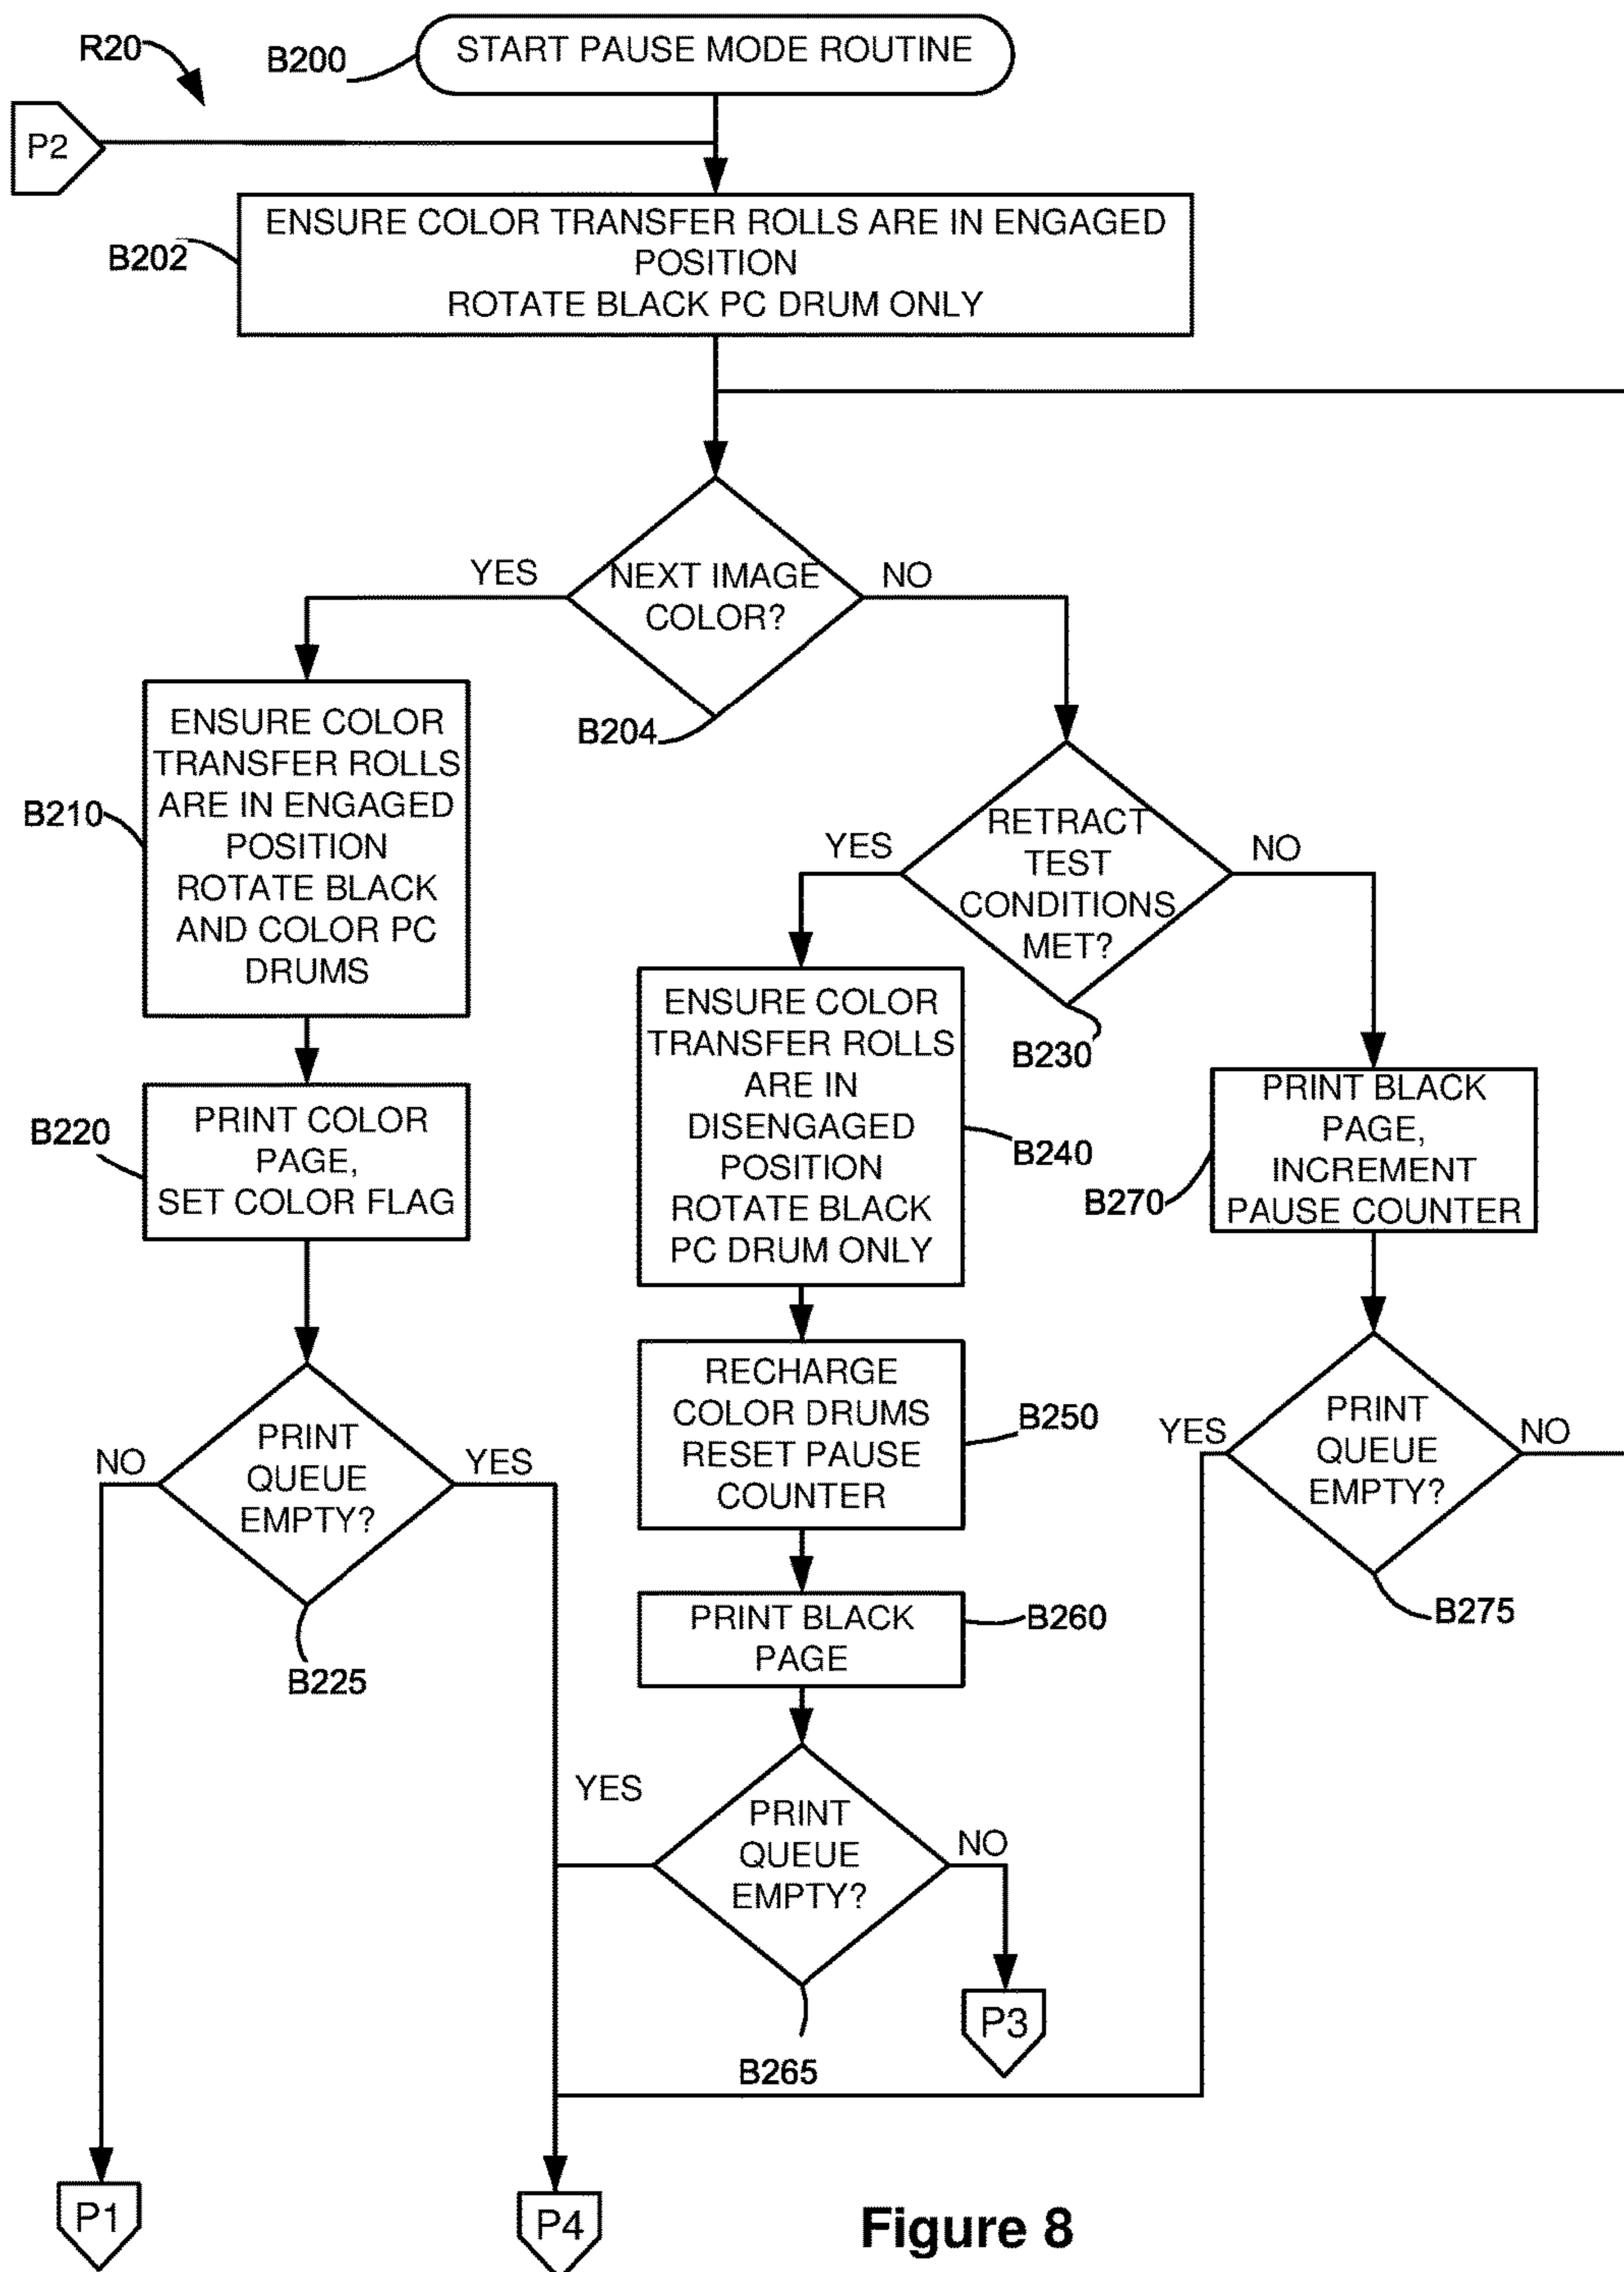 R20
B200
START PAUSE MODE ROUTINE
P2
B202
ENSURE COLOR TRANSFER ROLLS ARE IN ENGAGED
POSITION
ROTATE BLACK PC DRUM ONLY
YES
NEXT IMAGE
COLOR?
NO
B204
B210
ENSURE COLOR
TRANSFER ROLLS
ARE IN ENGAGED
POSITION
ROTATE BLACK
AND COLOR PC
DRUMS
YES
RETRACT
TEST
CONDITIONS
MET?
NO
B230
B220
PRINT COLOR
PAGE,
SET COLOR FLAG
ENSURE COLOR
TRANSFER ROLLS
ARE IN
DISENGAGED
POSITION
ROTATE BLACK
PC DRUM ONLY
B240
B270
PRINT BLACK
PAGE,
INCREMENT
PAUSE COUNTER
NO
PRINT
QUEUE
EMPTY?
YES
B225
RECHARGE
COLOR DRUMS
RESET PAUSE
COUNTER
B250
YES
PRINT
QUEUE
EMPTY?
NO
B275
PRINT BLACK
PAGE
B260
YES
PRINT
QUEUE
EMPTY?
NO
B265
P3
P1
P4
Figure 8